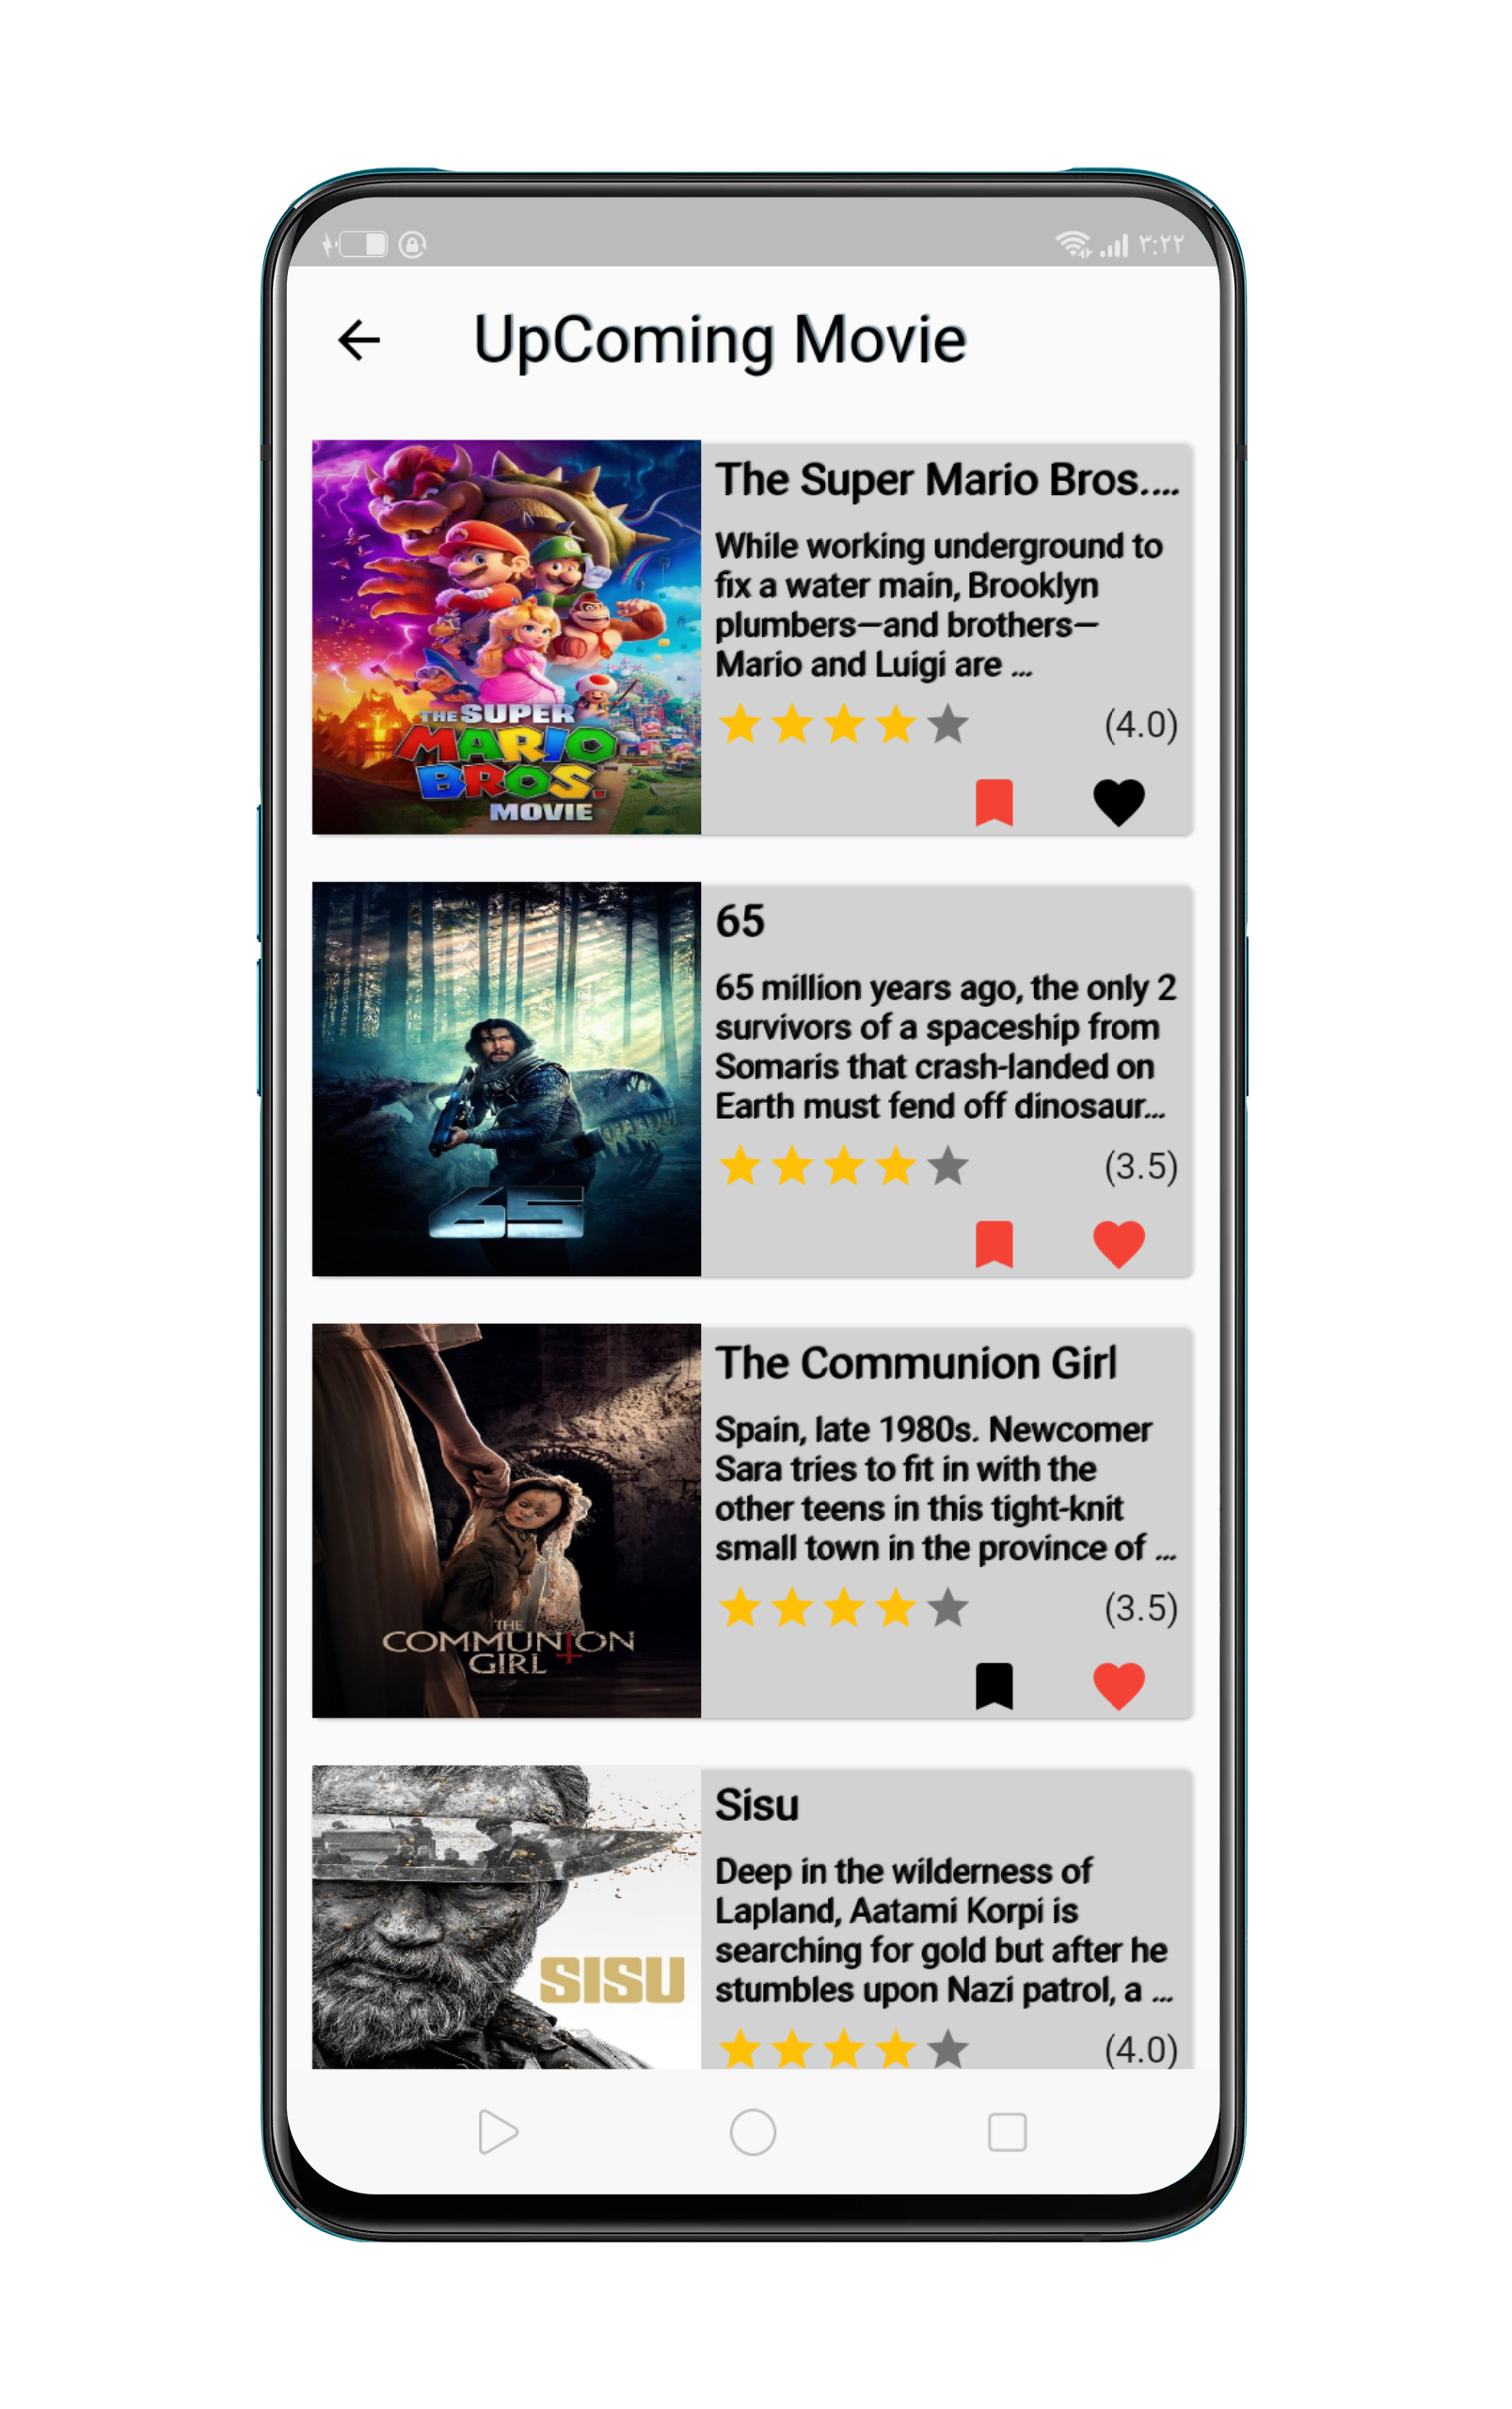 ٣:٢٢
UpComing Movie
THE SUPER
MARIO
BROS.
MOVIE
The Super Mario Bros....
While working underground to
fix a water main, Brooklyn
plumbers—and brothers—
Mario and Luigi are ...
(4.0)
65
65
65 million years ago, the only 2
survivors of a spaceship from
Somaris that crash-landed on
Earth must fend off dinosaur...
(3.5)
THE
COMMUNION
GIRL
The Communion Girl
Spain, late 1980s. Newcomer
Sara tries to fit in with the
other teens in this tight-knit
small town in the province of ...
(3.5)
SISU
Sisu
Deep in the wilderness of
Lapland, Aatami Korpi is
searching for gold but after he
stumbles upon Nazi patrol, a ...
(4.0)